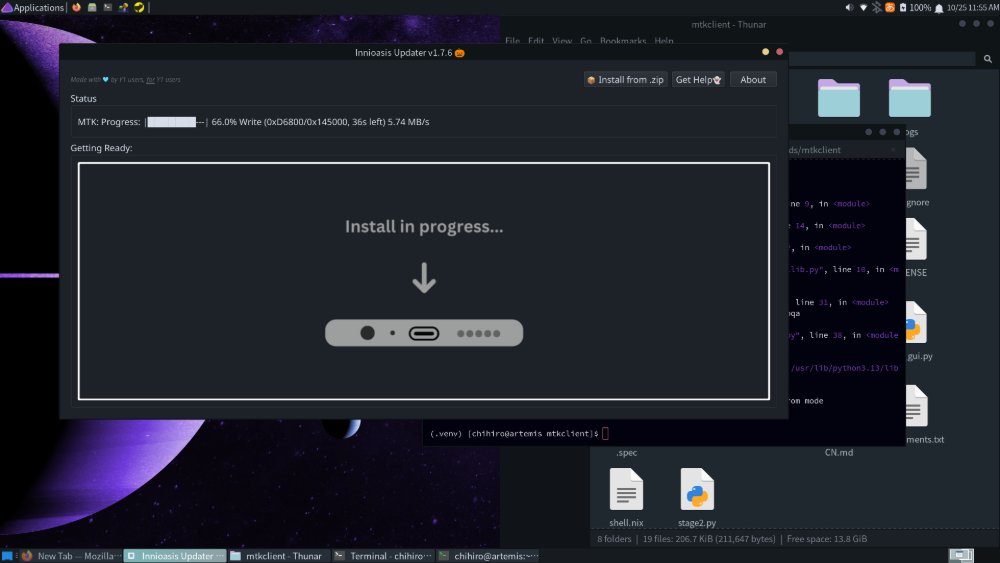 Applications
100%
10/25 11:55 AM
mtkclient - Thunar
File Edit View Go Bookmarks Help
Innioasis Updater v1.7.6
Made with by Y1 users, for Y1 users
Install from .zip
Get Help
About
Status
MTK: Progress: |████████---| 66.0% Write (0xD6800/0x145000, 36s left) 5.74 MB/s
Getting Ready:
Install in progress...
ogs
ds/mtkclient
gnore
ine 9, in <module>
ine 14, in <module>
, in <module>
lib.py", line 10, in <m
ENSE
line 31, in <module>
qa
y", line 38, in <module
gui.py
/usr/lib/python3.13/lib
rom mode
(.venv) [chihiro@artemis mtkclient]$
ments.txt
.spec
CN.md
shell.nix
stage2.py
8 folders | 19 files: 206.7 KiB (211,647 bytes) | Free space: 13.8 GiB
New Tab — Mozilla…
Innioasis Updater …
mtkclient - Thunar
Terminal - chihiro…
chihiro@artemis:~…